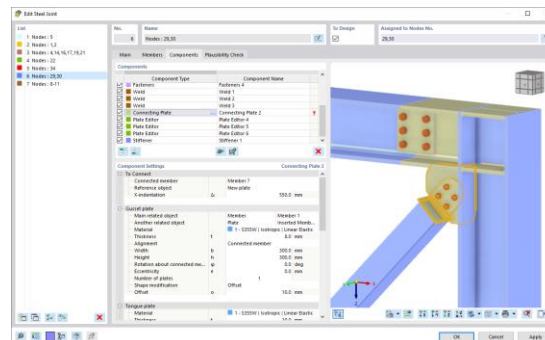 Edit Steel Joint
List
1 Nodes : 5
2 Nodes : 1,2
3 Nodes : 4,14,16,17,19,21
4 Nodes : 22
5 Nodes : 34
6 Nodes : 29,30
7 Nodes : 8-11
No.
6
Name
Nodes : 29,30
To Design
Assigned to Nodes No.
29,30
Main
Members
Components
Plausibility Check
Components
Component Type
Component Name
Fasteners
Fasteners 4
Weld
Weld 1
Weld
Weld 2
Weld
Weld 3
Connecting Plate
Connecting Plate 2
Plate Editor
Plate Editor 4
Plate Editor
Plate Editor 5
Plate Editor
Plate Editor 6
Stiffener
Stiffener 1
Component Settings
Connecting Plate 2
To Connect
Connected member
Member 7
Reference object
New plate
X-indentation
550.0 mm
Gusset plate
Main related object
Member
Member 1
Another related object
Plate
Inserted Memb...
Material
1 - S355W | Isotropic | Linear Elastic
Thickness
t
8.0 mm
Alignment
Connected member
Width
b
300.0 mm
Height
h
300.0 mm
Rotation about connected me...
φ
0.0 deg
Eccentricity
e
0.0 mm
Number of plates
1
Shape modification
Offset
Offset
o
10.0 mm
Tongue plate
Material
1 - S355W | Isotropic | Linear Elastic
Thickness
t
10.0 mm
OK
Cancel
Apply